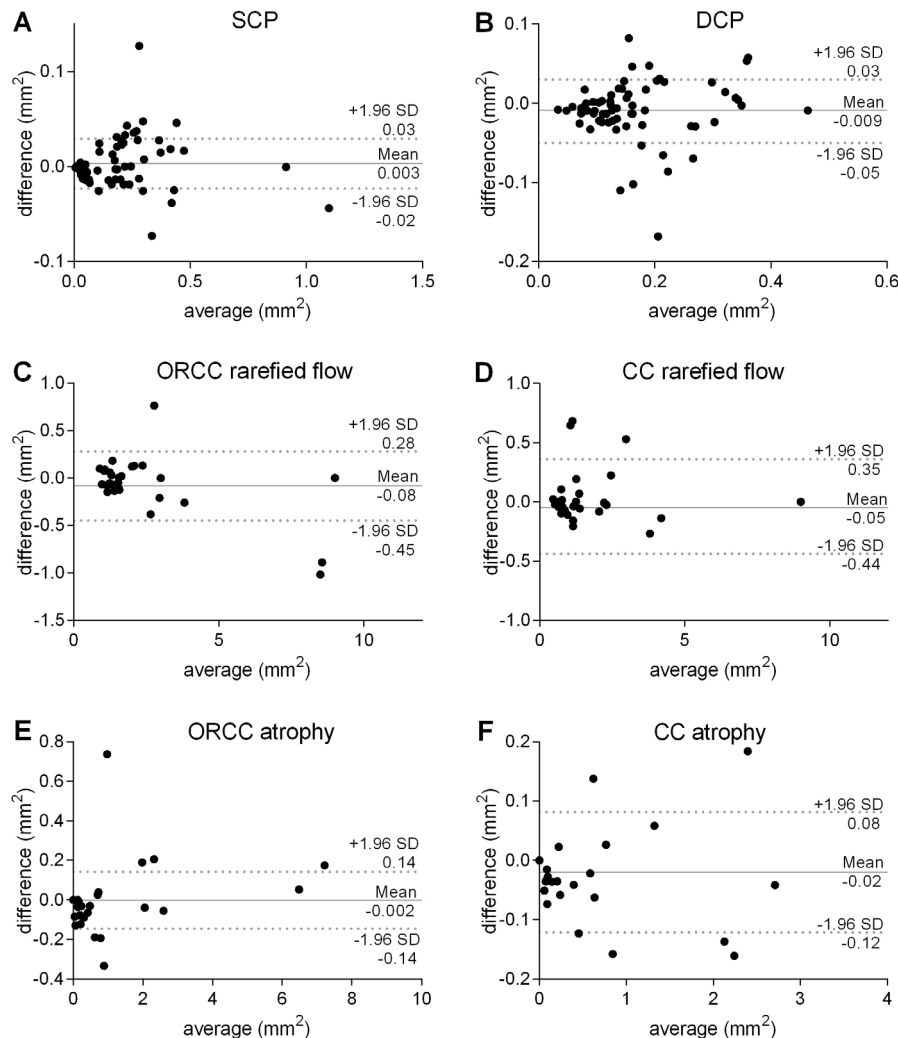 A
SCP
difference (mm²)
0.1
0.0
-0.1
0.0
0.5
1.0
1.5
average (mm²)
+1.96 SD
0.03
Mean
0.003
-1.96 SD
-0.02
B
DCP
difference (mm²)
0.1
0.0
-0.1
-0.2
0.0
0.2
0.4
0.6
average (mm²)
+1.96 SD
0.03
Mean
-0.009
-1.96 SD
-0.05
C
ORCC rarefied flow
difference (mm²)
1.0
0.5
0.0
-0.5
-1.0
-1.5
0
5
10
average (mm²)
+1.96 SD
0.28
Mean
-0.08
-1.96 SD
-0.45
D
CC rarefied flow
difference (mm²)
1.0
0.5
0.0
-0.5
-1.0
0
5
10
average (mm²)
+1.96 SD
0.35
Mean
-0.05
-1.96 SD
-0.44
E
ORCC atrophy
difference (mm²)
0.8
0.6
0.4
0.2
0.0
-0.2
-0.4
0
2
4
6
8
10
average (mm²)
+1.96 SD
0.14
Mean
-0.002
-1.96 SD
-0.14
F
CC atrophy
difference (mm²)
0.2
0.1
0.0
-0.1
-0.2
0
1
2
3
4
average (mm²)
+1.96 SD
0.08
Mean
-0.02
-1.96 SD
-0.12